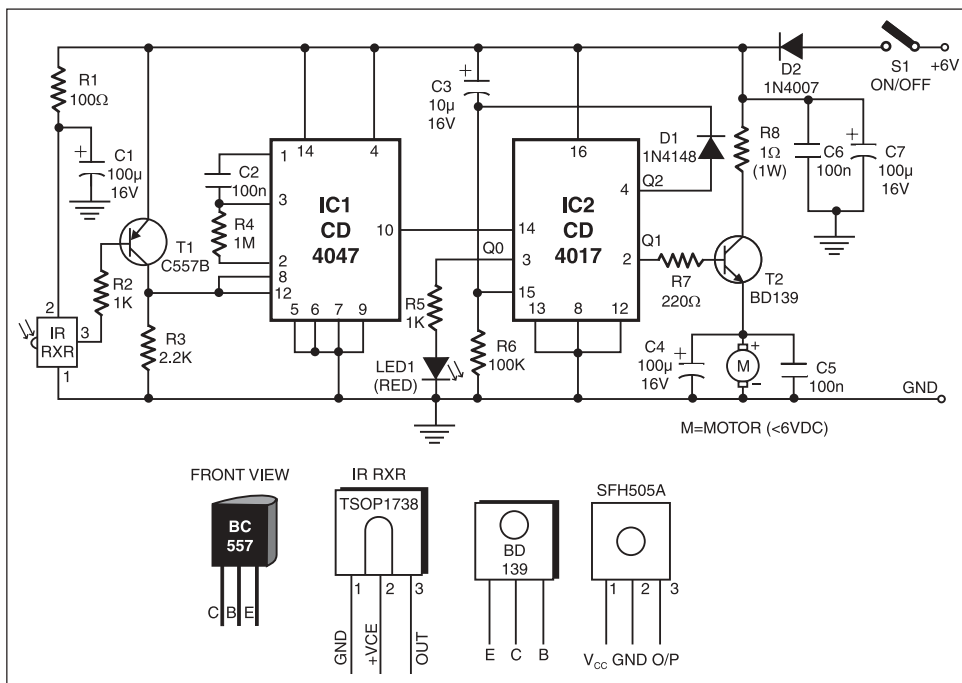 R1
100Ω
C1
100µ
16V
+
T1
C557B
R2
1K
R3
2.2K
2
IR
RXR
3
1
C2
100n
R4
1M
1
3
2
8
12
14
4
IC1
CD
4047
10
5
6
7
9
+
C3
10µ
16V
Q0
R5
1K
LED1
(RED)
R6
100K
16
IC2
CD
4017
14
3
15
13
8
12
4
2
Q2
Q1
D1
1N4148
R7
220Ω
D2
1N4007
S1
ON/OFF
+6V
R8
1Ω
(1W)
C6
100n
+
C7
100µ
16V
T2
BD139
C4
100µ
16V
+
+
M
–
C5
100n
GND
M=MOTOR (<6VDC)
FRONT VIEW
BC
557
C B E
IR RXR
TSOP1738
1 2 3
GND
+VCE
OUT
BD
139
E C B
SFH505A
1 2 3
VCC GND O/P